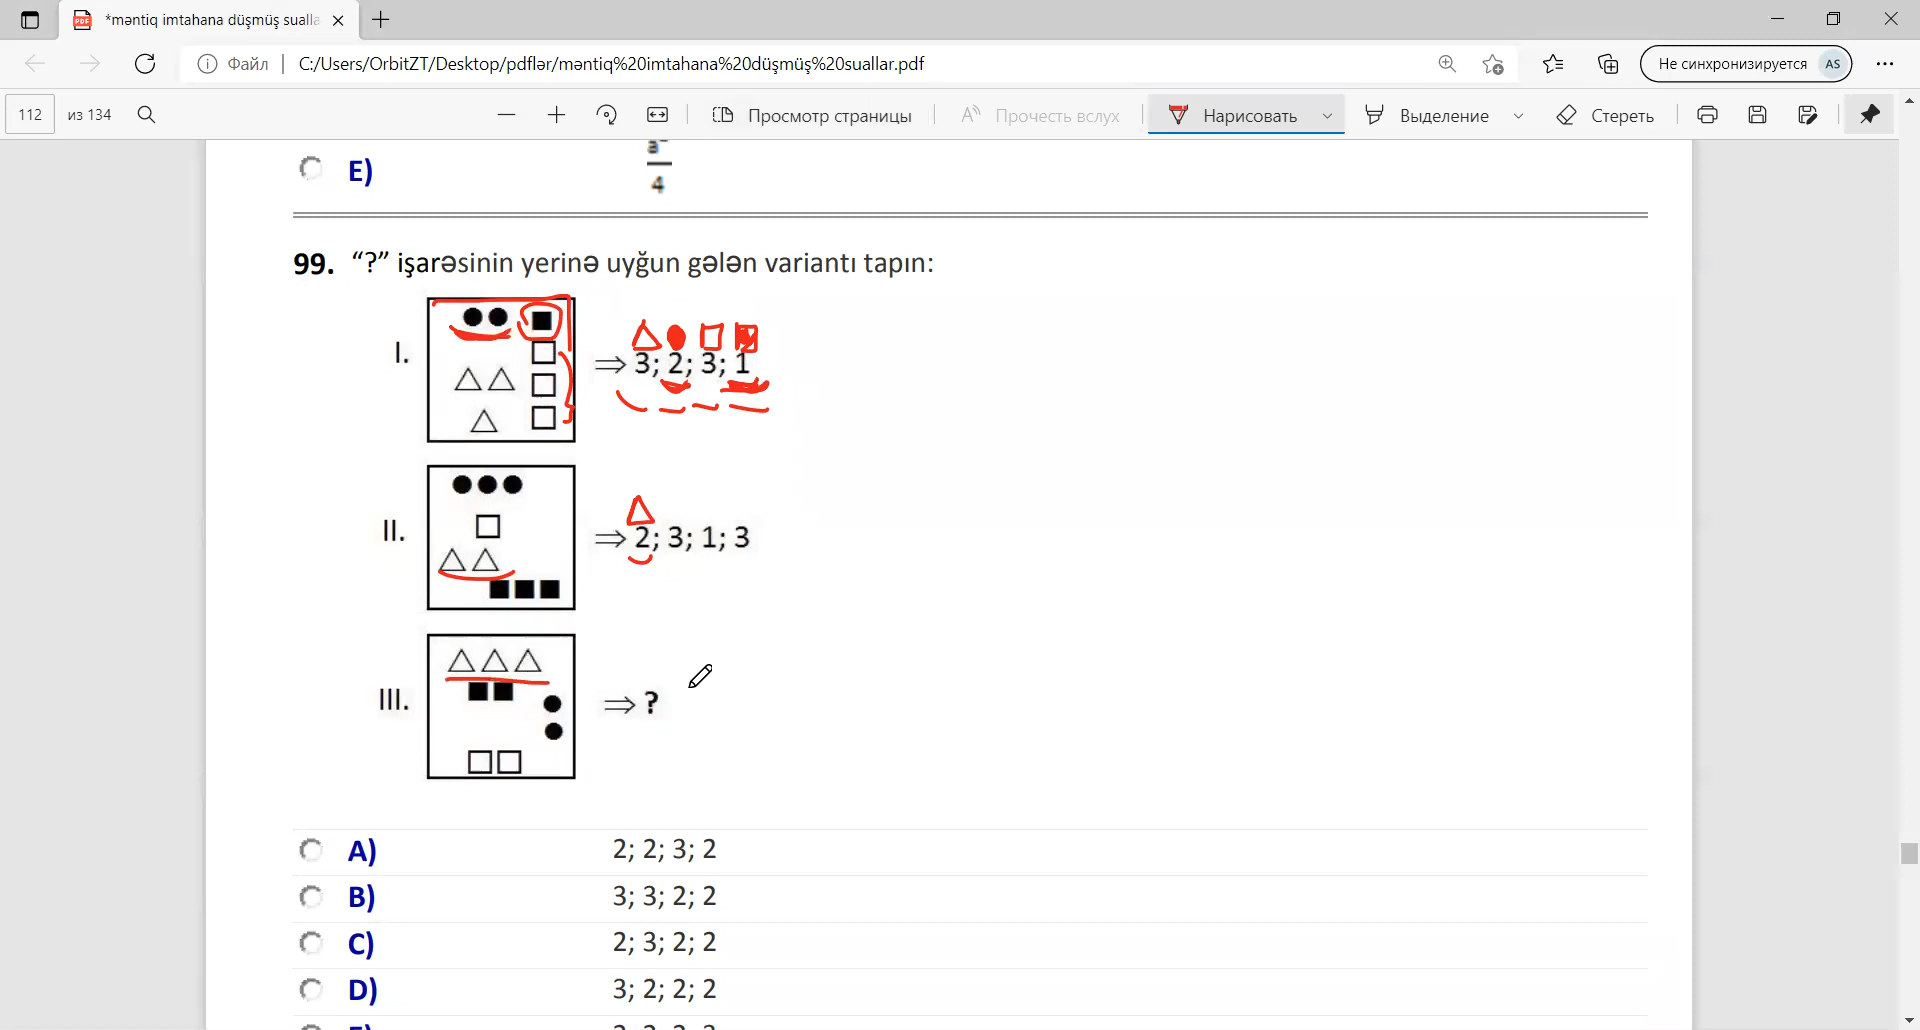 *məntiq imtahana düşmüş sualla
Файл
C:/Users/OrbitZT/Desktop/pdflər/məntiq%20imtahana%20düşmüş%20suallar.pdf
Не синхронизируется AS
112 из 134
Просмотр страницы
Прочесть вслух
Нарисовать
Выделение
Стереть
E) a
4
99. “?” işarəsinin yerinə uyğun gələn variantı tapın:
I. ⇒ 3; 2; 3; 1
II. ⇒ 2; 3; 1; 3
III. ⇒ ?
A) 2; 2; 3; 2
B) 3; 3; 2; 2
C) 2; 3; 2; 2
D) 3; 2; 2; 2